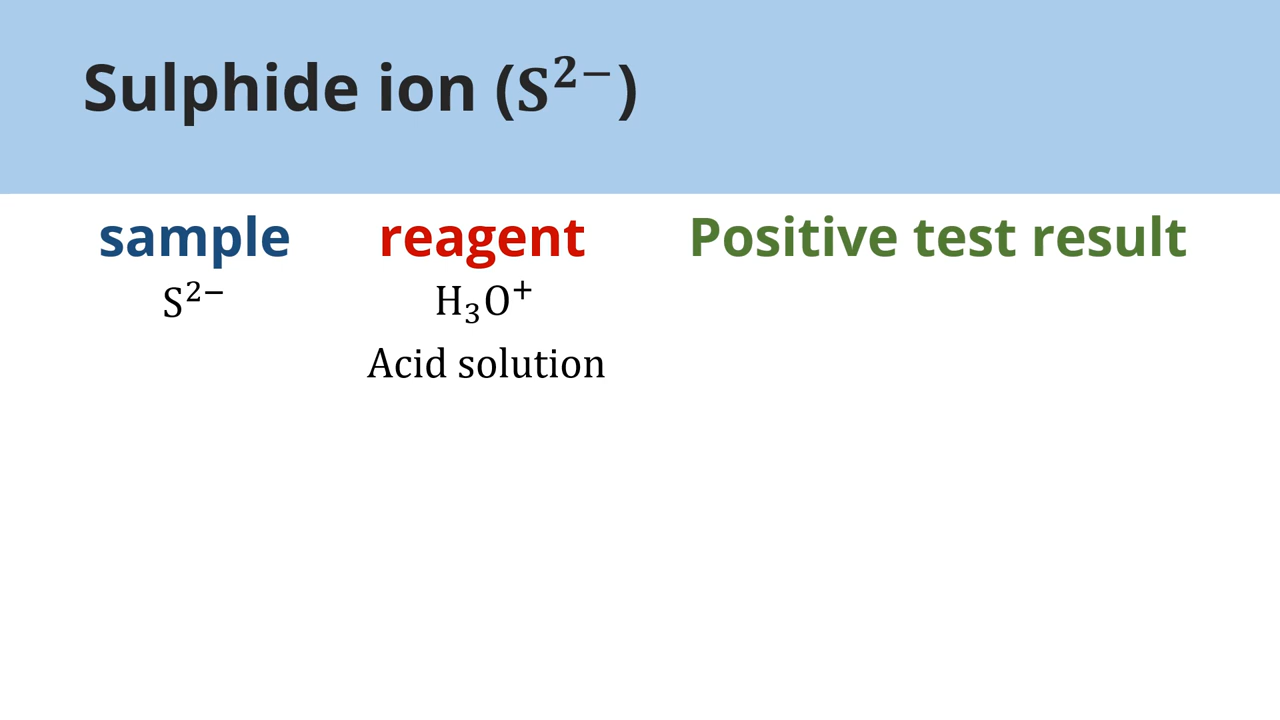 Sulphide ion (S²⁻)
sample reagent Positive test result
S²⁻ H₃O⁺
Acid solution